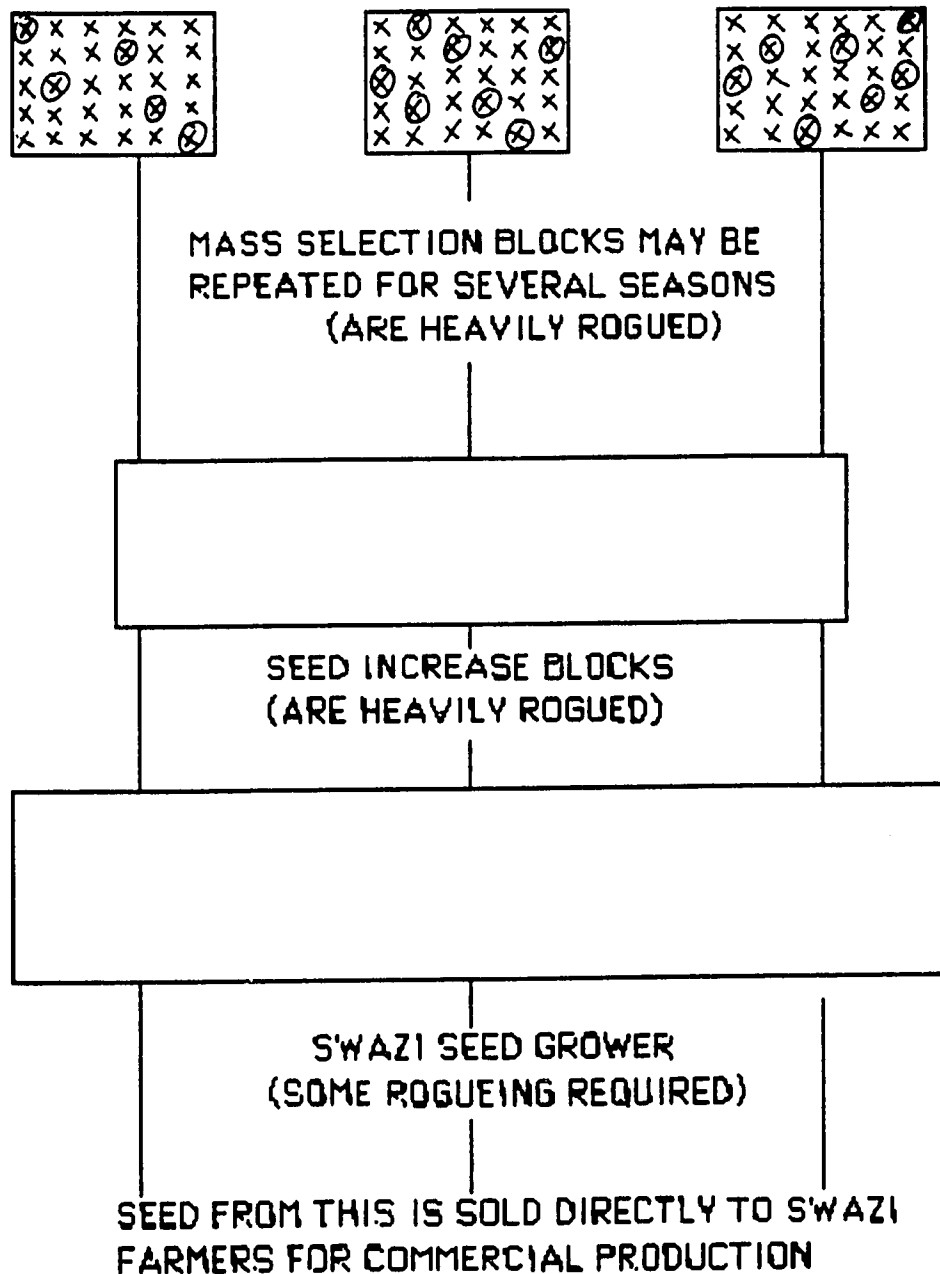 MASS SELECTION BLOCKS MAY BE
REPEATED FOR SEVERAL SEASONS
(ARE HEAVILY ROGUED)
SEED INCREASE BLOCKS
(ARE HEAVILY ROGUED)
SWAZI SEED GROWER
(SOME ROGUEING REQUIRED)
SEED FROM THIS IS SOLD DIRECTLY TO SWAZI
FARMERS FOR COMMERCIAL PRODUCTION